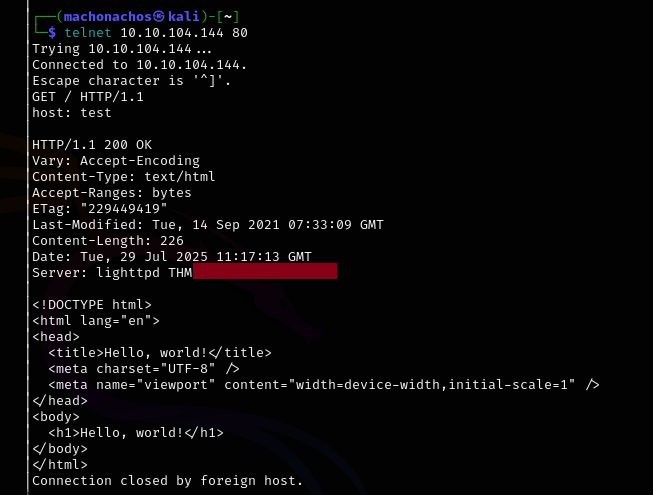 ┌──(machonachos㉿kali)-[~]
└─$ telnet 10.10.104.144 80
Trying 10.10.104.144...
Connected to 10.10.104.144.
Escape character is '^]'.
GET / HTTP/1.1
host: test

HTTP/1.1 200 OK
Vary: Accept-Encoding
Content-Type: text/html
Accept-Ranges: bytes
ETag: "229449419"
Last-Modified: Tue, 14 Sep 2021 07:33:09 GMT
Content-Length: 226
Date: Tue, 29 Jul 2025 11:17:13 GMT
Server: lighttpd THM

<!DOCTYPE html>
<html lang="en">
<head>
  <title>Hello, world!</title>
  <meta charset="UTF-8" />
  <meta name="viewport" content="width=device-width,initial-scale=1" />
</head>
<body>
  <h1>Hello, world!</h1>
</body>
</html>
Connection closed by foreign host.